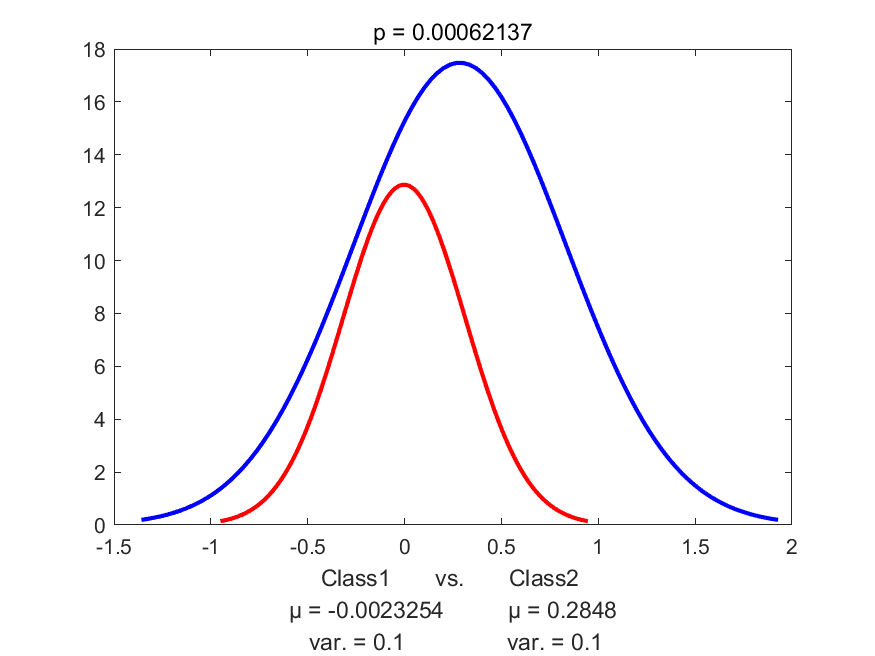 p = 0.00062137
18
16
14
12
10
8
6
4
2
0
-1.5 -1 -0.5 0 0.5 1 1.5 2
Class1 vs. Class2
μ = -0.0023254 μ = 0.2848
var. = 0.1 var. = 0.1